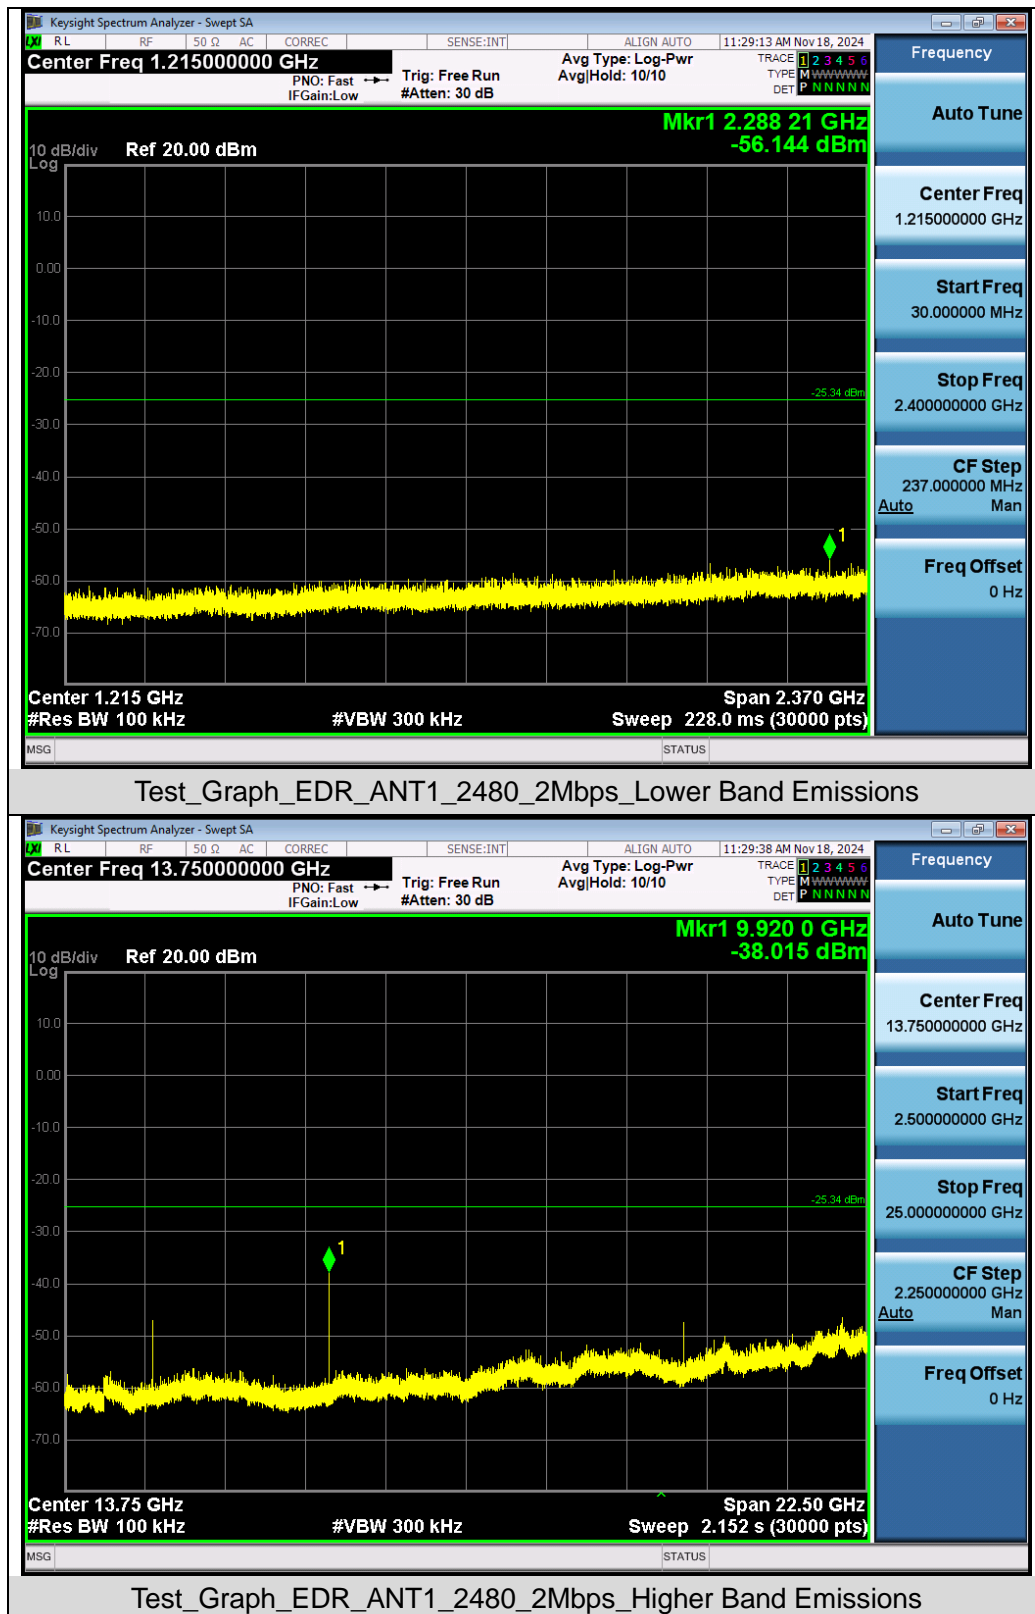 Keysight Spectrum Analyzer - Swept SA
LXI RL RF 50 Ω AC CORREC SENSE:INT ALIGN AUTO 11:29:13 AM Nov 18, 2024
Center Freq 1.215000000 GHz
PNO: Fast
IFGain:Low
Trig: Free Run
#Atten: 30 dB
Avg Type: Log-Pwr
Avg|Hold: 10/10
TRACE 1 2 3 4 5 6
TYPE M WWWWW
DET P N N N N N
Mkr1 2.288 21 GHz
-56.144 dBm
10 dB/div Ref 20.00 dBm
Log
10.0
0.00
-10.0
-20.0
-25.34 dBm
-30.0
-40.0
-50.0
1
-60.0
-70.0
Center 1.215 GHz Span 2.370 GHz
#Res BW 100 kHz #VBW 300 kHz Sweep 228.0 ms (30000 pts)
MSG STATUS
Frequency
Auto Tune
Center Freq
1.215000000 GHz
Start Freq
30.000000 MHz
Stop Freq
2.400000000 GHz
CF Step
237.000000 MHz
Auto Man
Freq Offset
0 Hz
Test_Graph_EDR_ANT1_2480_2Mbps_Lower Band Emissions
Keysight Spectrum Analyzer - Swept SA
LXI RL RF 50 Ω AC CORREC SENSE:INT ALIGN AUTO 11:29:38 AM Nov 18, 2024
Center Freq 13.750000000 GHz
PNO: Fast
IFGain:Low
Trig: Free Run
#Atten: 30 dB
Avg Type: Log-Pwr
Avg|Hold: 10/10
TRACE 1 2 3 4 5 6
TYPE M WWWWW
DET P N N N N N
Mkr1 9.920 0 GHz
-38.015 dBm
10 dB/div Ref 20.00 dBm
Log
10.0
0.00
-10.0
-20.0
-25.34 dBm
-30.0
1
-40.0
-50.0
-60.0
-70.0
Center 13.75 GHz Span 22.50 GHz
#Res BW 100 kHz #VBW 300 kHz Sweep 2.152 s (30000 pts)
MSG STATUS
Frequency
Auto Tune
Center Freq
13.750000000 GHz
Start Freq
2.500000000 GHz
Stop Freq
25.000000000 GHz
CF Step
2.250000000 GHz
Auto Man
Freq Offset
0 Hz
Test_Graph_EDR_ANT1_2480_2Mbps_Higher Band Emissions